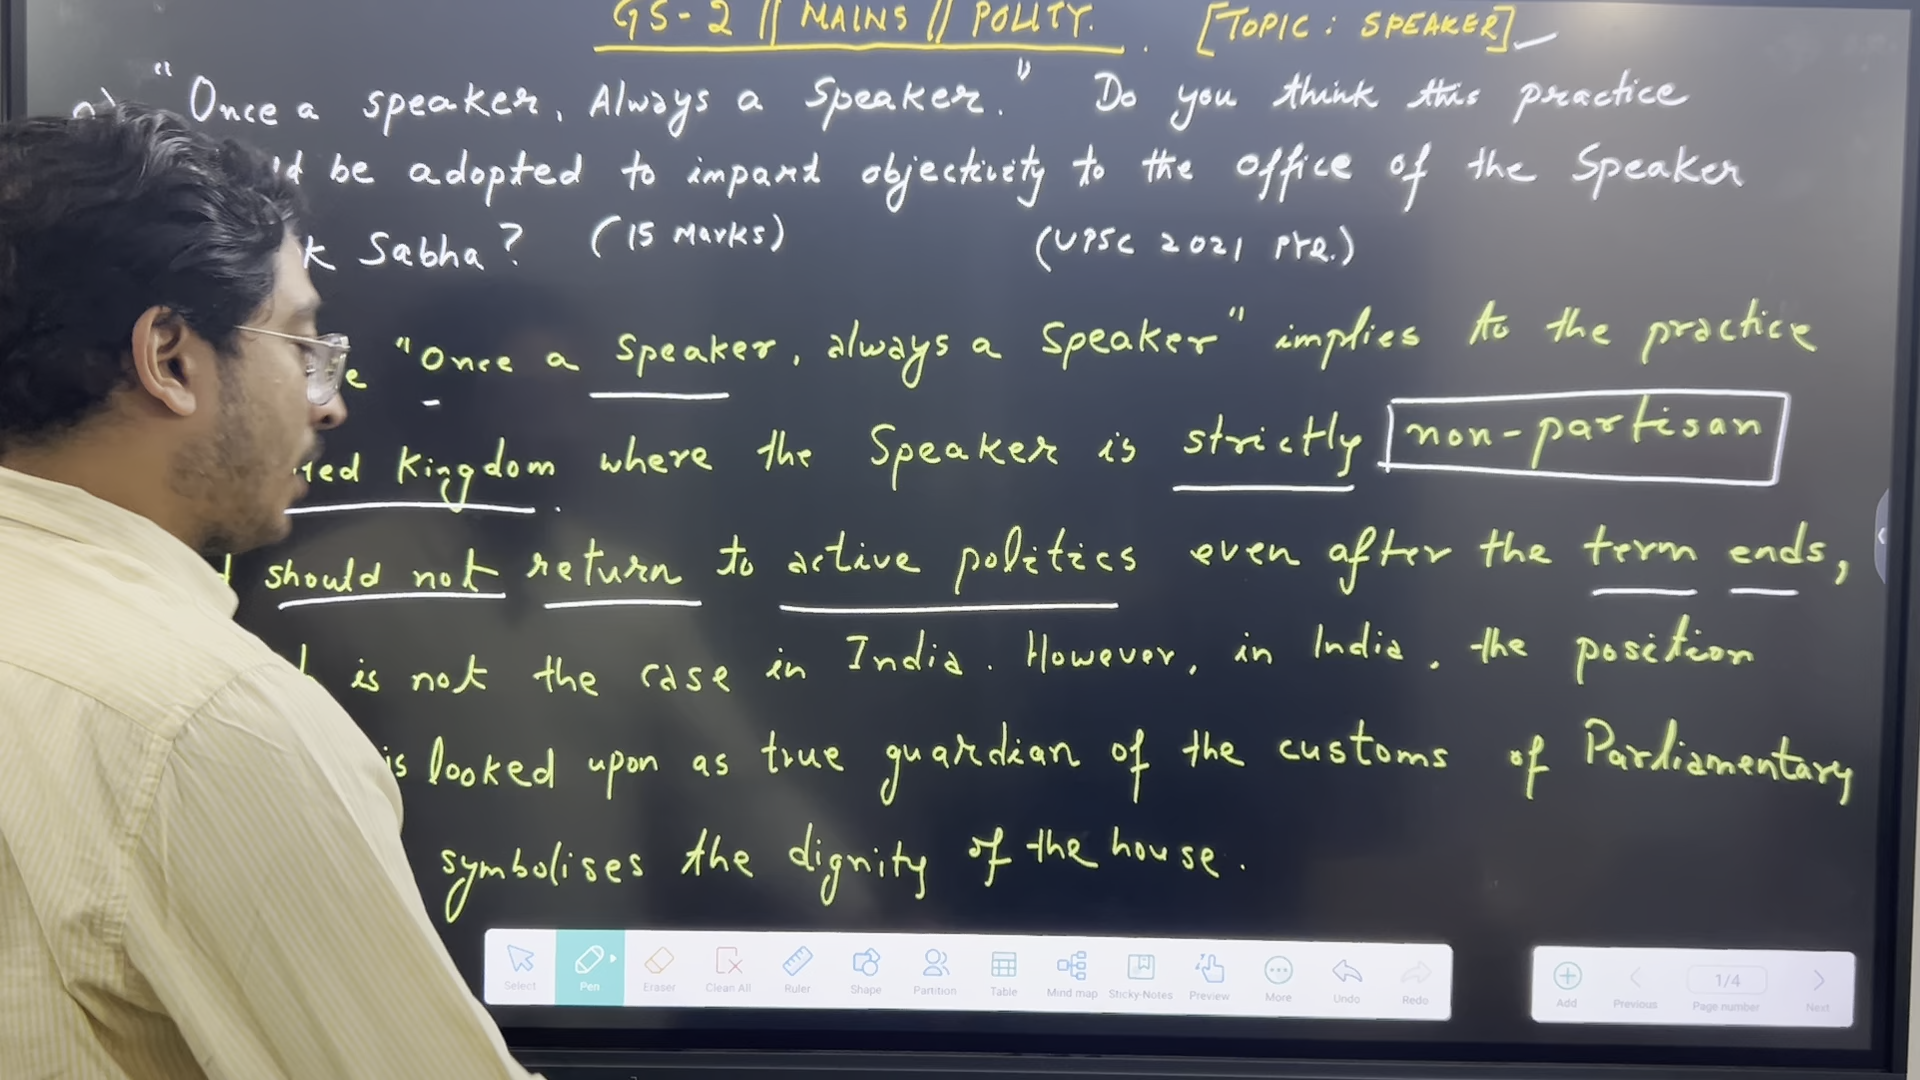 GS-2 || MAINS || POLITY. [TOPIC: SPEAKER]
"Once a speaker, Always a Speaker." Do you think this practice
be adopted to impart objectivity to the office of the Speaker
Sabha? (15 Marks) (UPSC 2021 PYQ.)
"Once a speaker, always a Speaker" implies to the practice
Kingdom where the Speaker is strictly non-partisan
should not return to active politics even after the term ends,
is not the case in India. However, in India, the position
is looked upon as true guardian of the customs of Parliamentary
symbolises the dignity of the house.
Select Pen Eraser Clean All Ruler Shape Partition Table Mind map Sticky-Notes Preview More Undo Redo
Add Previous 1/4 Page number Next